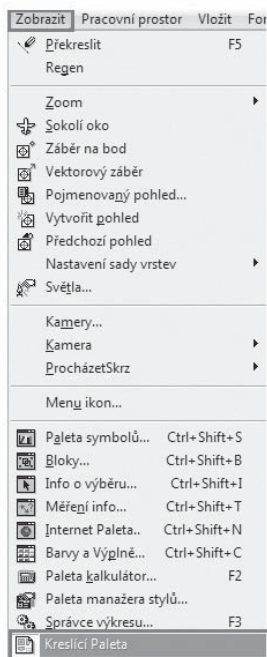 Zobrazit Pracovní prostor Vložit For
Překreslit F5
Regen
Zoom
Sokolí oko
Záběr na bod
Vektorový záběr
Pojmenovaný pohled...
Vytvořit pohled
Předchozí pohled
Nastavení sady vrstev
Světla...
Kamery...
Kamera
ProcházetSkrz
Menu ikon...
Paleta symbolů... Ctrl+Shift+S
Bloky... Ctrl+Shift+B
Info o výběru... Ctrl+Shift+I
Měření info... Ctrl+Shift+T
Internet Paleta.. Ctrl+Shift+N
Barvy a Výplně... Ctrl+Shift+C
Paleta kalkulátor... F2
Paleta manažera stylů...
Správce výkresu... F3
Kreslící Paleta